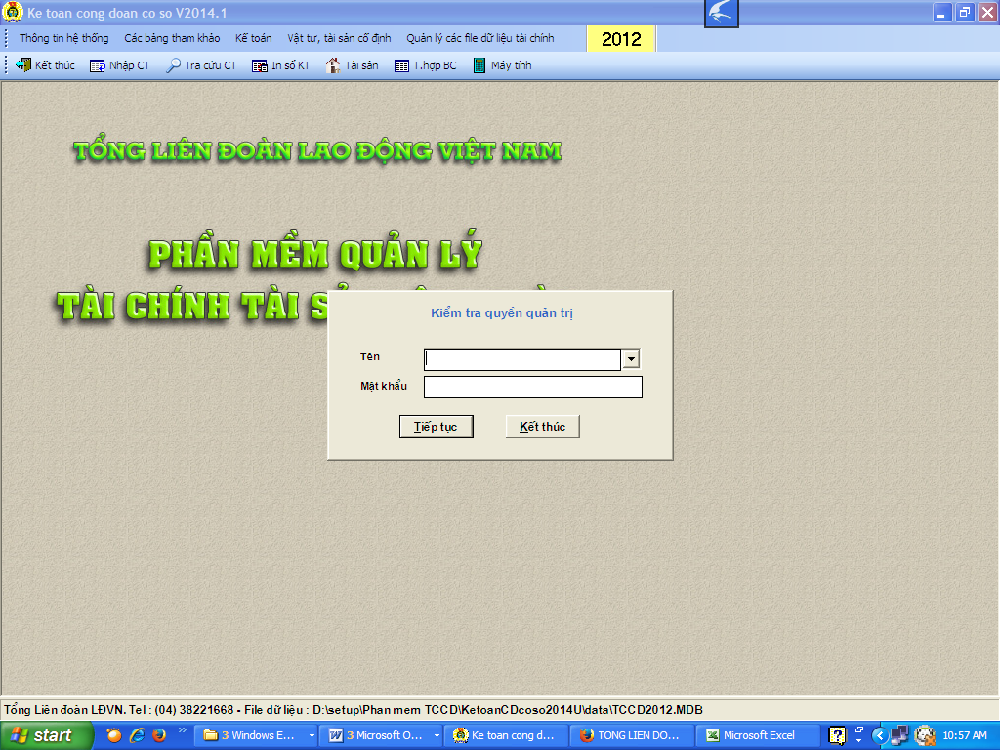 Ke toan cong doan co so V2014.1
Thông tin hệ thống Các bảng tham khảo Kế toán Vật tư, tài sản cố định Quản lý các file dữ liệu tài chính 2012
Kết thúc Nhập CT Tra cứu CT In sổ KT Tài sản T.hợp BC Máy tính
TỔNG LIÊN ĐOÀN LAO ĐỘNG VIỆT NAM
PHẦN MỀM QUẢN LÝ
TÀI CHÍNH TÀI
Kiểm tra quyền quản trị
Tên
Mật khẩu
Tiếp tục Kết thúc
Tổng Liên đoàn LĐVN. Tel : (04) 38221668 - File dữ liệu : D:\setup\Phan mem TCCD\KetoanCDcoso2014U\data\TCCD2012.MDB
start 3 Windows E... 3 Microsoft O... Ke toan cong d... TONG LIEN DO... Microsoft Excel 10:57 AM